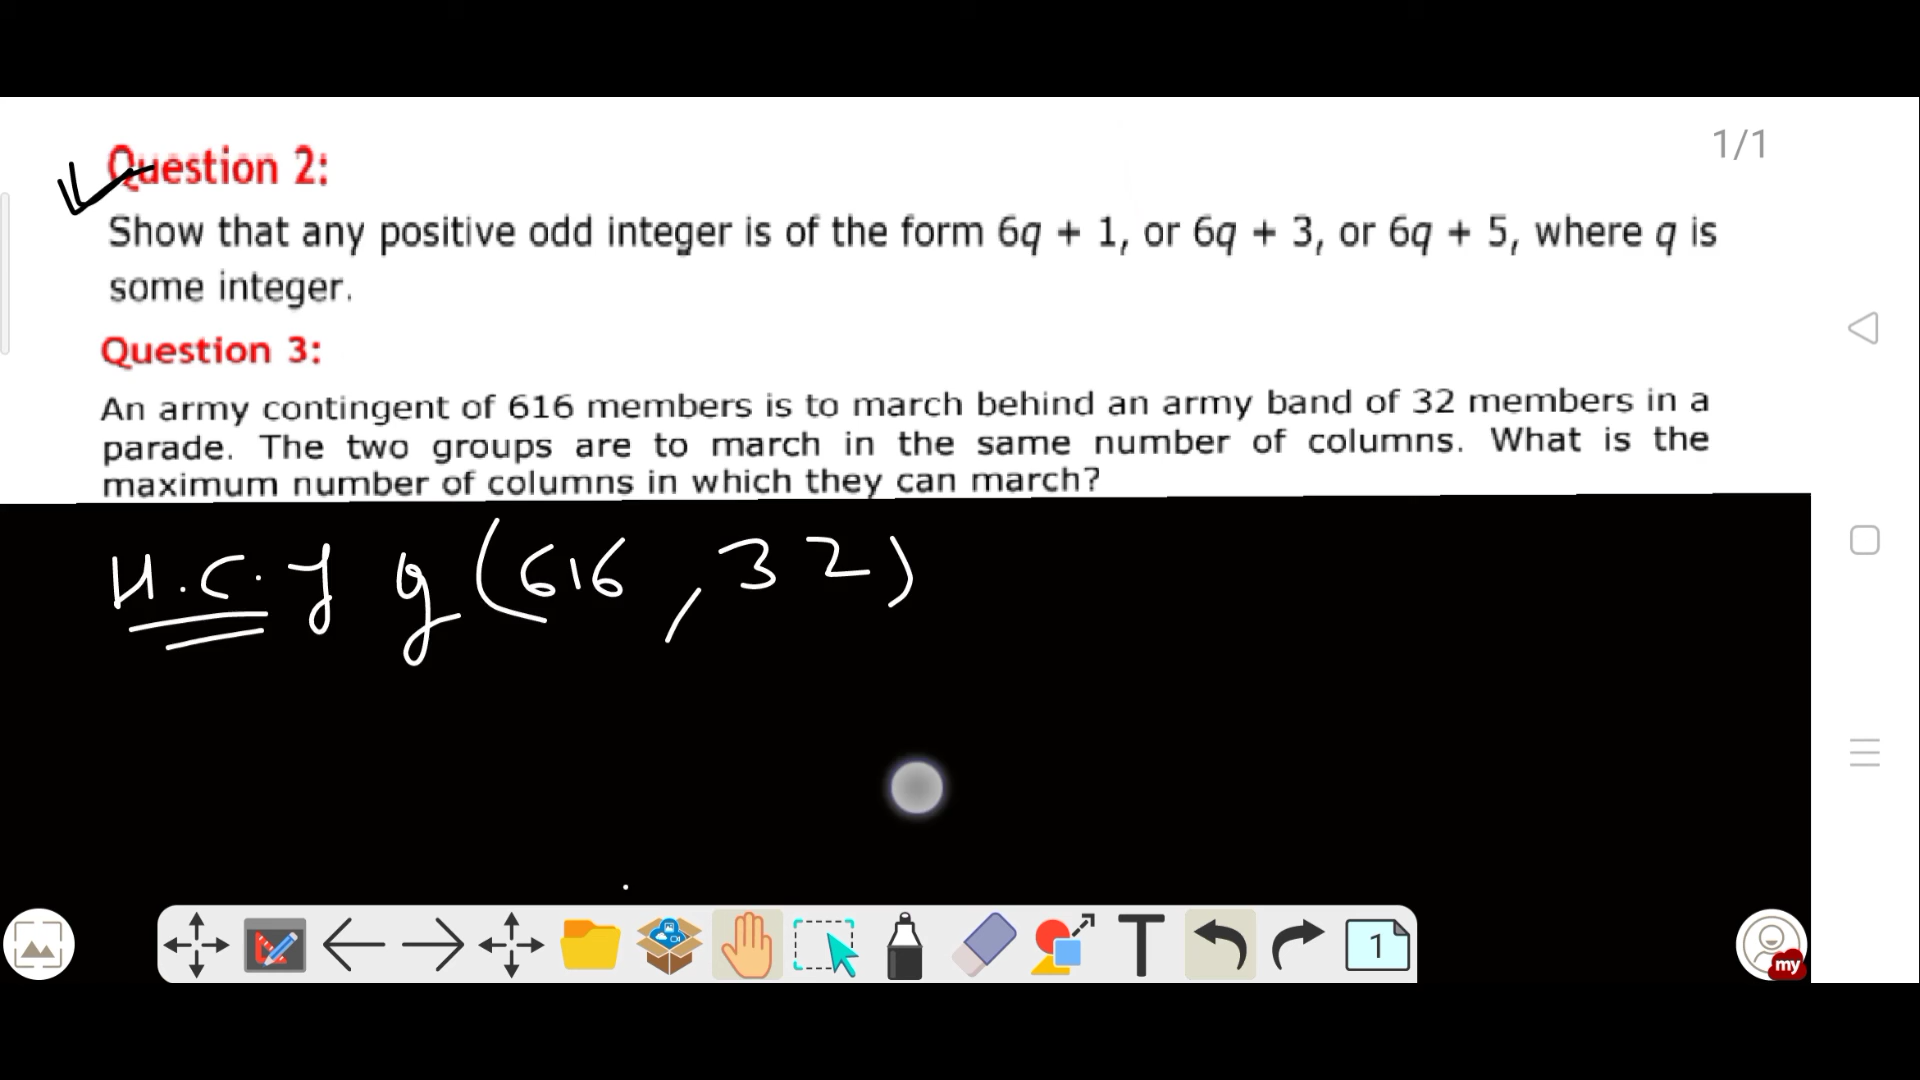 1/1
Question 2:
Show that any positive odd integer is of the form 6q + 1, or 6q + 3, or 6q + 5, where q is
some integer.
Question 3:
An army contingent of 616 members is to march behind an army band of 32 members in a
parade. The two groups are to march in the same number of columns. What is the
maximum number of columns in which they can march?
H.C.f of (616, 32)
T
1
my